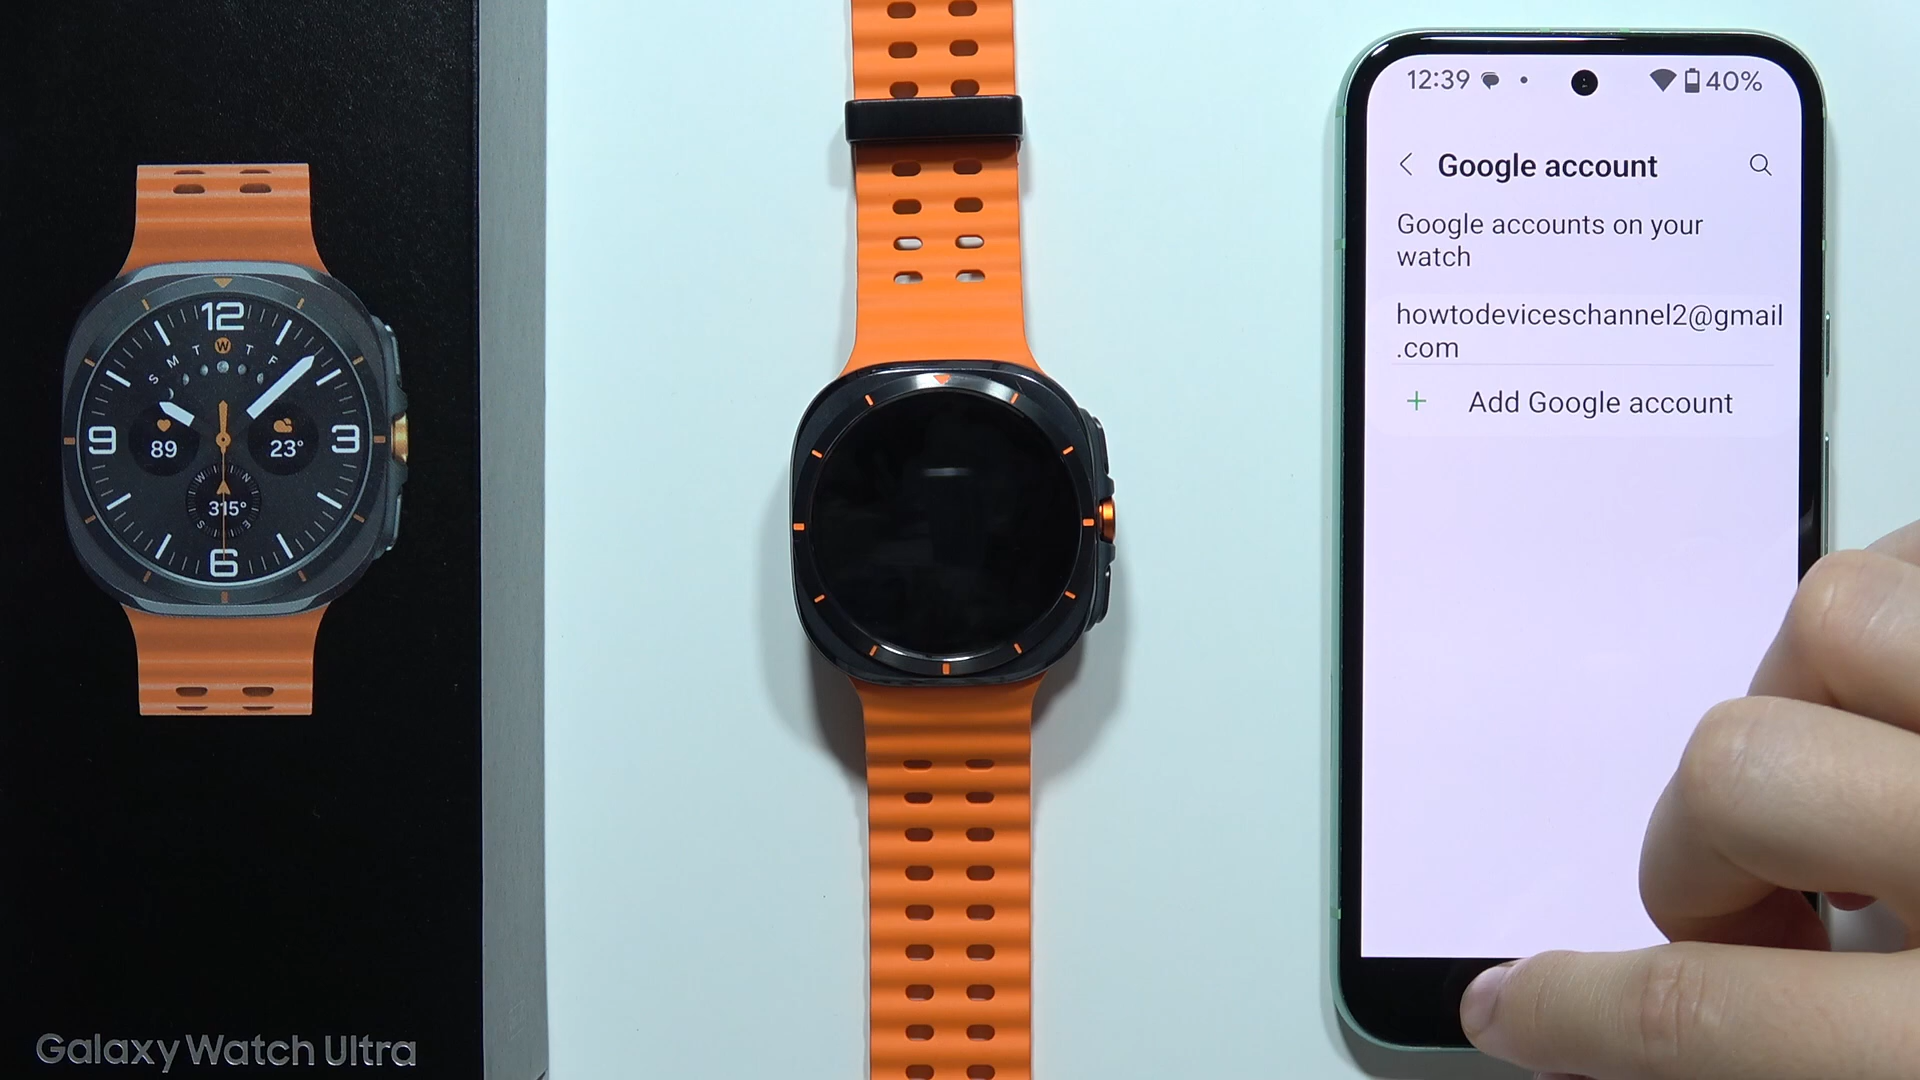 12
S M T W T F
9
89
23°
3
W N
315°
S E
6
Galaxy Watch Ultra
12:39 40%
Google account
Google accounts on your
watch
howtodeviceschannel2@gmail
.com
+ Add Google account